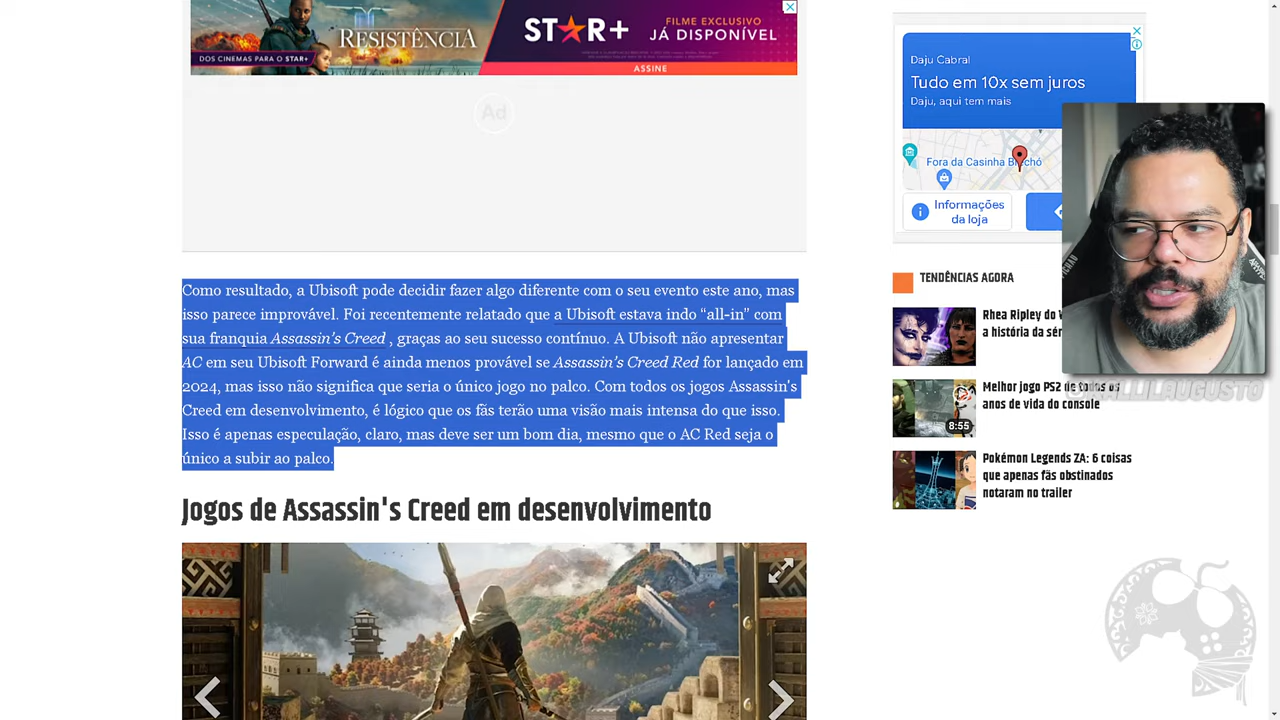 RESISTÊNCIA
DOS CINEMAS PARA O STAR+
STAR+
FILME EXCLUSIVO
JÁ DISPONÍVEL
ASSINE
Ad
Como resultado, a Ubisoft pode decidir fazer algo diferente com o seu evento este ano, mas
isso parece improvável. Foi recentemente relatado que a Ubisoft estava indo “all-in” com
sua franquia Assassin’s Creed , graças ao seu sucesso contínuo. A Ubisoft não apresentar
AC em seu Ubisoft Forward é ainda menos provável se Assassin’s Creed Red for lançado em
2024, mas isso não significa que seria o único jogo no palco. Com todos os jogos Assassin's
Creed em desenvolvimento, é lógico que os fãs terão uma visão mais intensa do que isso.
Isso é apenas especulação, claro, mas deve ser um bom dia, mesmo que o AC Red seja o
único a subir ao palco.
Jogos de Assassin's Creed em desenvolvimento
Daju Cabral
Tudo em 10x sem juros
Daju, aqui tem mais
Fora da Casinha
Informações
da loja
TENDÊNCIAS AGORA
Rhea Ripley do
a história da
Melhor jogo PS2 de todos os
anos de vida do console
8:55
Pokémon Legends ZA: 6 coisas
que apenas fãs obstinados
notaram no trailer